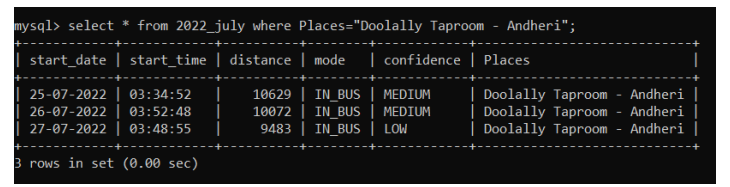 mysql> select * from 2022_july where Places="Doolally Taproom - Andheri";
+------------+------------+----------+--------+------------+----------------------------+
| start_date | start_time | distance | mode   | confidence | Places                     |
+------------+------------+----------+--------+------------+----------------------------+
| 25-07-2022 | 03:34:52   |    10629 | IN_BUS | MEDIUM     | Doolally Taproom - Andheri |
| 26-07-2022 | 03:52:48   |    10072 | IN_BUS | MEDIUM     | Doolally Taproom - Andheri |
| 27-07-2022 | 03:48:55   |     9483 | IN_BUS | LOW        | Doolally Taproom - Andheri |
+------------+------------+----------+--------+------------+----------------------------+
3 rows in set (0.00 sec)